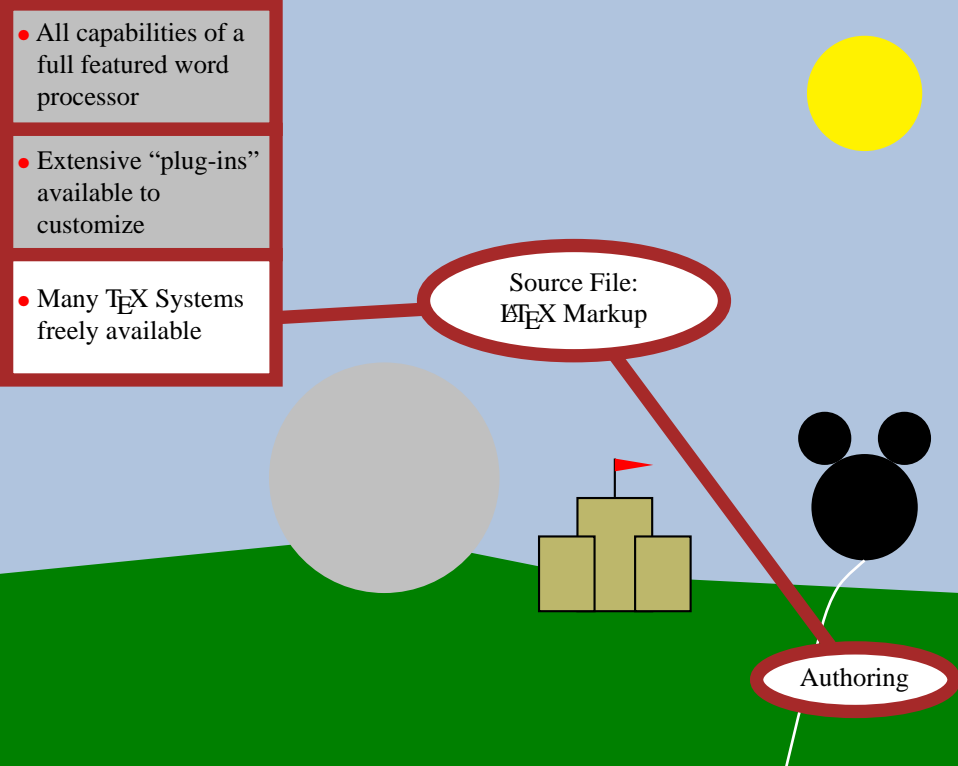 • All capabilities of a
full featured word
processor
• Extensive “plug-ins”
available to
customize
• Many TEX Systems
freely available
Source File:
LATEX Markup
Authoring